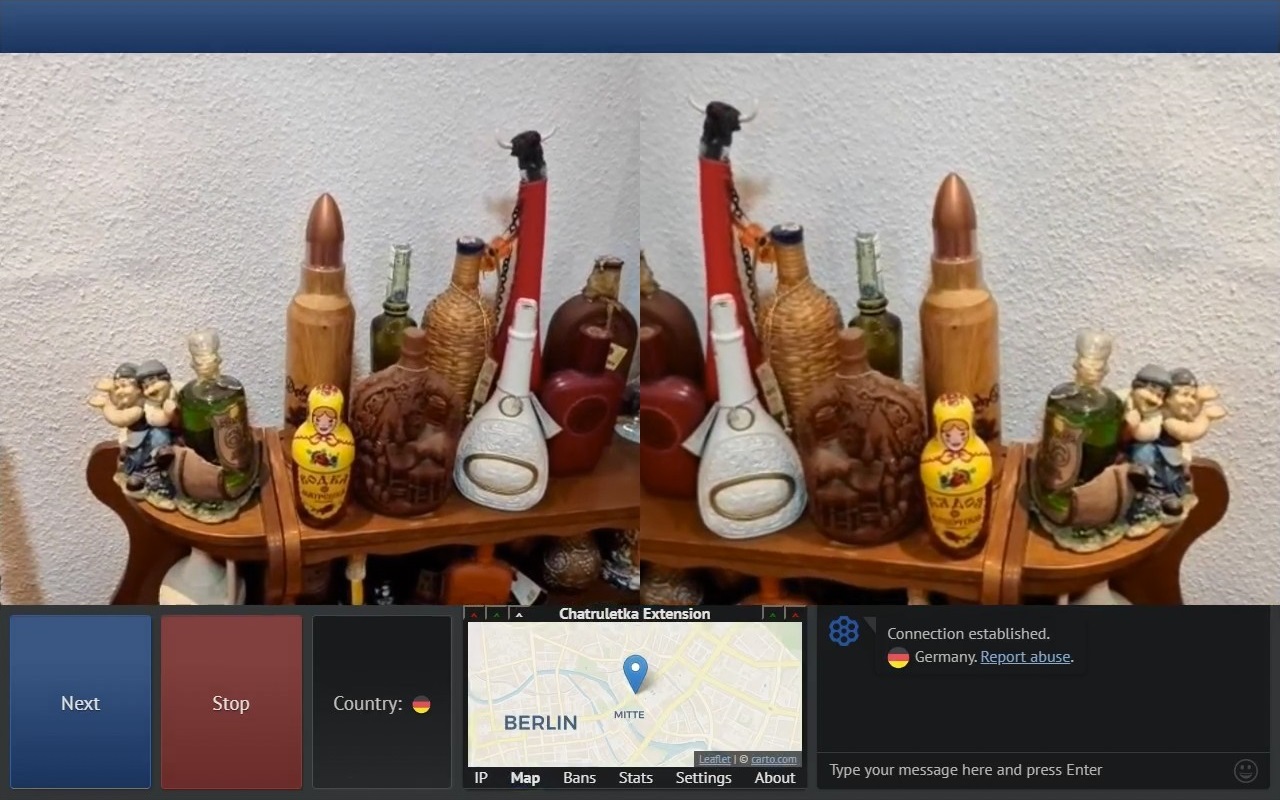 ВОДКА
Chatruletka Extension
BERLIN
MITTE
Leaflet | © carto.com
IP Map Bans Stats Settings About
Next
Stop
Country:
Connection established.
Germany. Report abuse.
Type your message here and press Enter